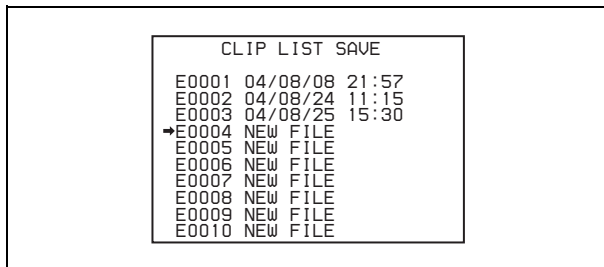 CLIP LIST SAVE
E0001 04/08/08 21:57
E0002 04/08/24 11:15
E0003 04/08/25 15:30
➡E0004 NEW FILE
E0005 NEW FILE
E0006 NEW FILE
E0007 NEW FILE
E0008 NEW FILE
E0009 NEW FILE
E0010 NEW FILE